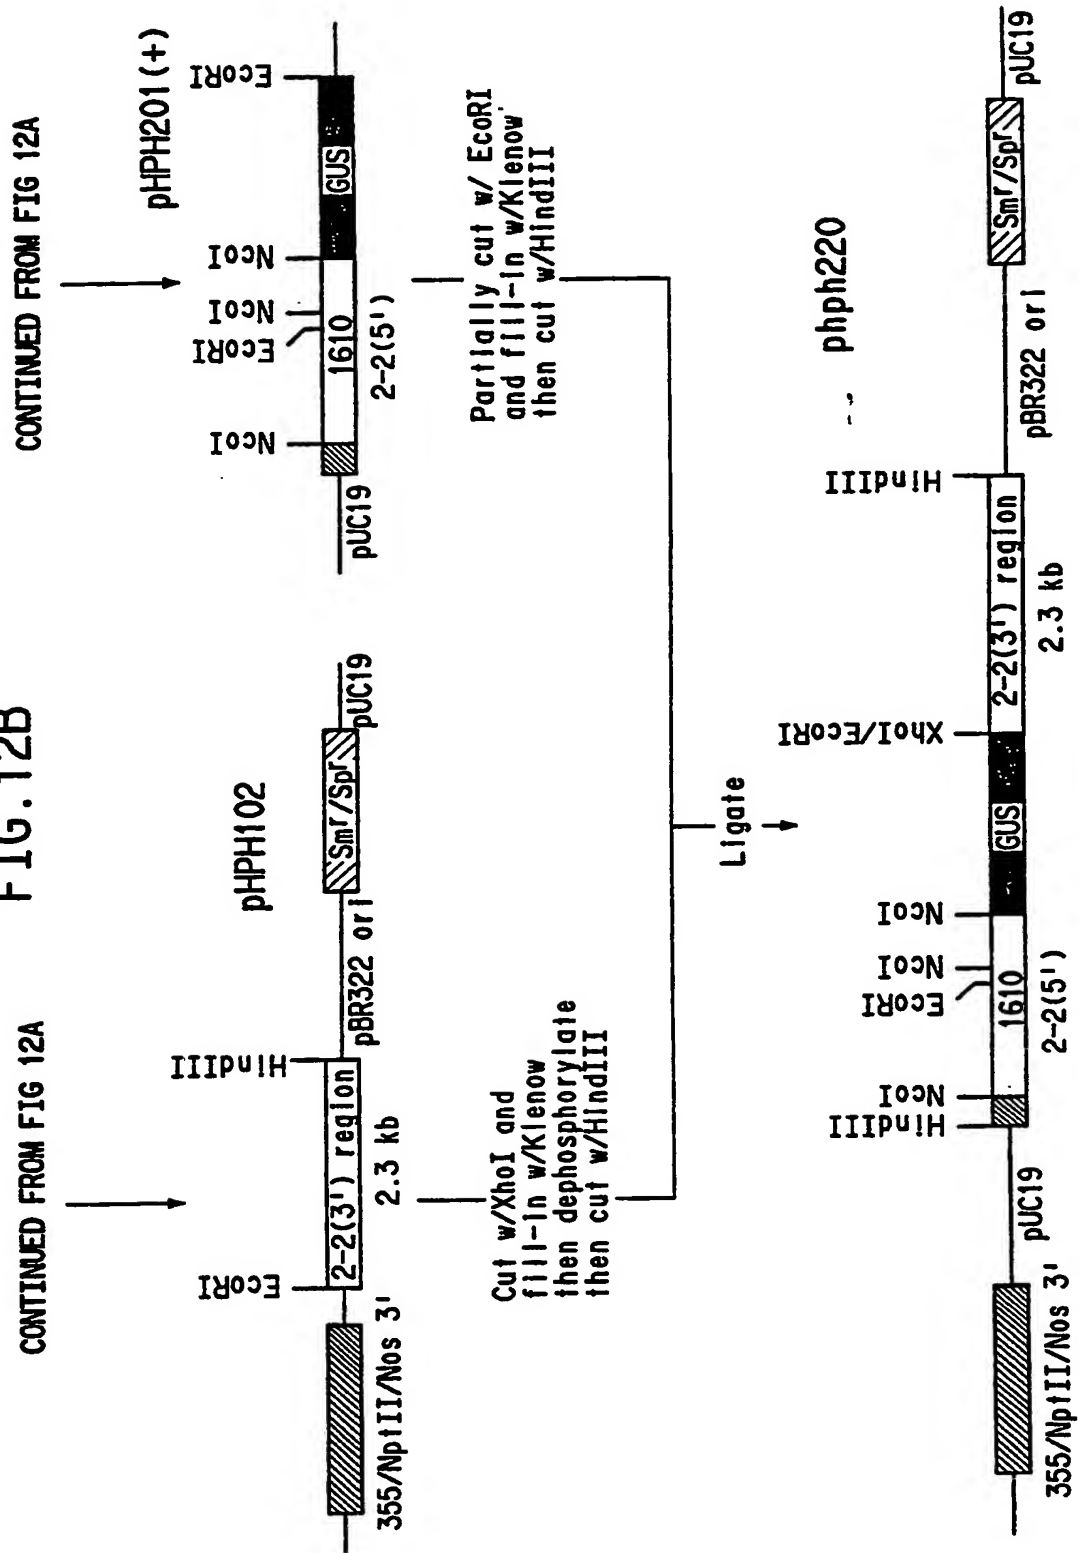 FIG.12B
CONTINUED FROM FIG 12A
CONTINUED FROM FIG 12A
pHPH102
pHPH201(+)
EcoRI
HindIII
2-2(3') region
Smr/Spr
355/NptII/Nos 3'
2.3 kb
pBR322 ori
pUC19
NcoI
EcoRI
NcoI
NcoI
EcoRI
1610
GUS
pUC19
2-2(5')
Cut w/XhoI and
fill-in w/Klenow
then dephosphorylate
then cut w/HindIII
Partially cut w/ EcoRI
and fill-in w/Klenow
then cut w/HindIII
Ligate
phph220
HindIII
NcoI
EcoRI
NcoI
NcoI
XhoI/EcoRI
HindIII
1610
GUS
2-2(3') region
Smr/Spr
355/NptII/Nos 3'
pUC19
2-2(5')
2.3 kb
pBR322 ori
pUC19